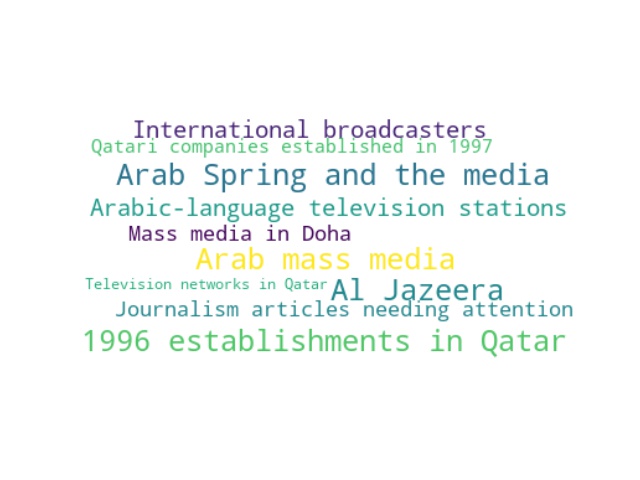 International broadcasters
Qatari companies established in 1997
Arab Spring and the media
Arabic-language television stations
Mass media in Doha
Arab mass media
Television networks in Qatar
Al Jazeera
Journalism articles needing attention
1996 establishments in Qatar